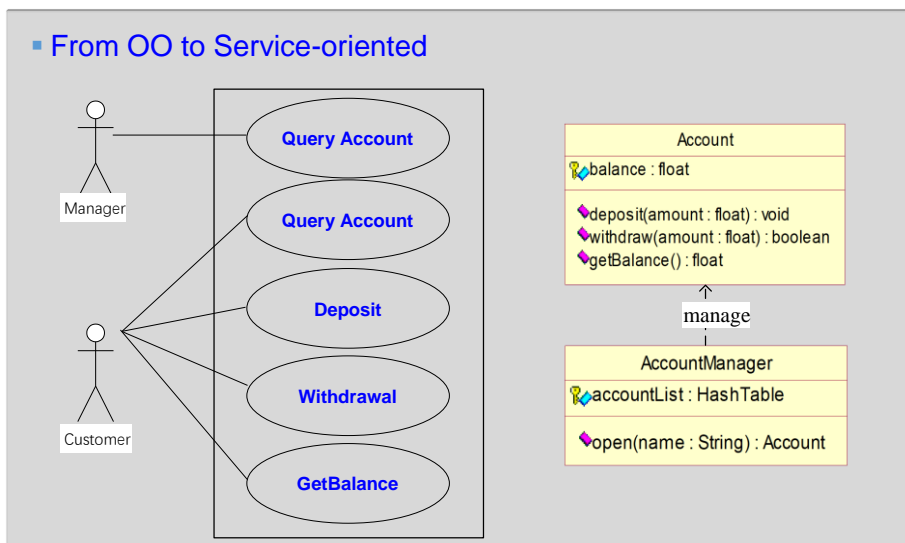 From OO to Service-oriented
Query Account
Manager
Query Account
Deposit
Withdrawal
Customer
GetBalance
Account
balance : float
deposit(amount : float) : void
withdraw(amount : float) : boolean
getBalance() : float
manage
AccountManager
accountList : HashTable
open(name : String) : Account